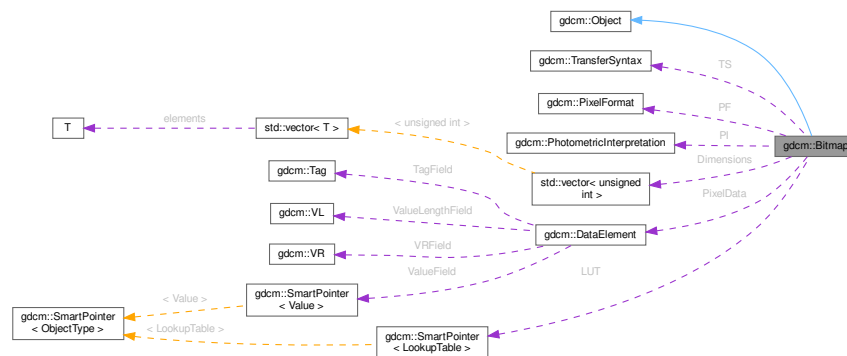 gdcm::Object
gdcm::TransferSyntax
TS
gdcm::PixelFormat
PF
T
elements
std::vector< T >
< unsigned int >
gdcm::PhotometricInterpretation
PI
gdcm::Bitmap
Dimensions
gdcm::Tag
TagField
std::vector< unsigned
int >
PixelData
gdcm::VL
ValueLengthField
gdcm::DataElement
gdcm::VR
VRField
ValueField
LUT
< Value >
gdcm::SmartPointer
< Value >
gdcm::SmartPointer
< ObjectType >
< LookupTable >
gdcm::SmartPointer
< LookupTable >